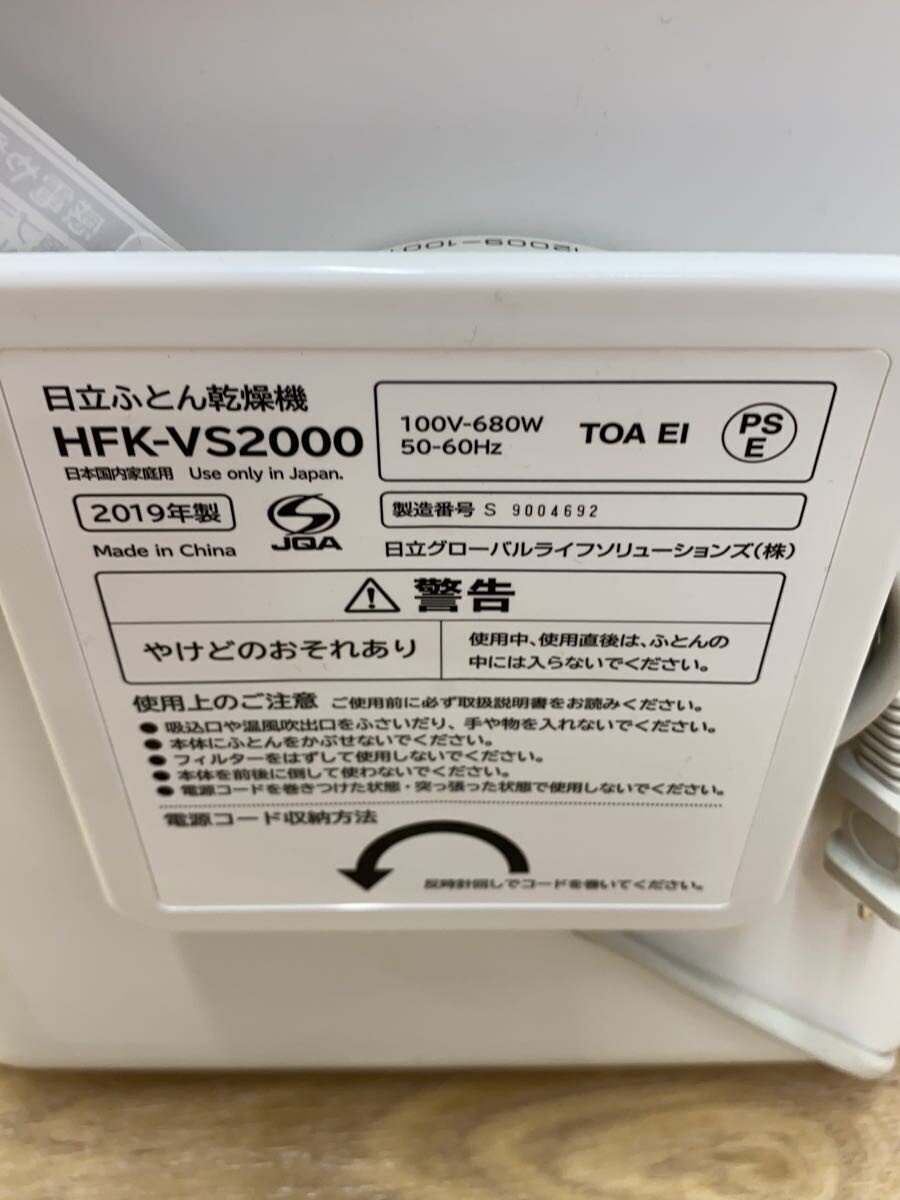 日立ふとん乾燥機
HFK-VS2000
日本国内家庭用 Use only in Japan.
100V-680W
50-60Hz
TOA EI
PS
E
2019年製
JQA
製造番号 S 9004692
Made in China
日立グローバルライフソリューションズ(株)
警告
やけどのおそれあり
使用中、使用直後は、ふとんの
中には入らないでください。
使用上のご注意 ご使用前に必ず取扱説明書をお読みください。
● 吸込口や温風吹出口をふさいだり、手や物を入れないでください。
● 本体にふとんをかぶせないでください。
● フィルターをはずして使用しないでください。
● 本体を前後に倒して使わないでください。
● 電源コードを巻きつけた状態・突っ張った状態で使用しないでください。
電源コード収納方法
反時計回しでコードを巻いてください。